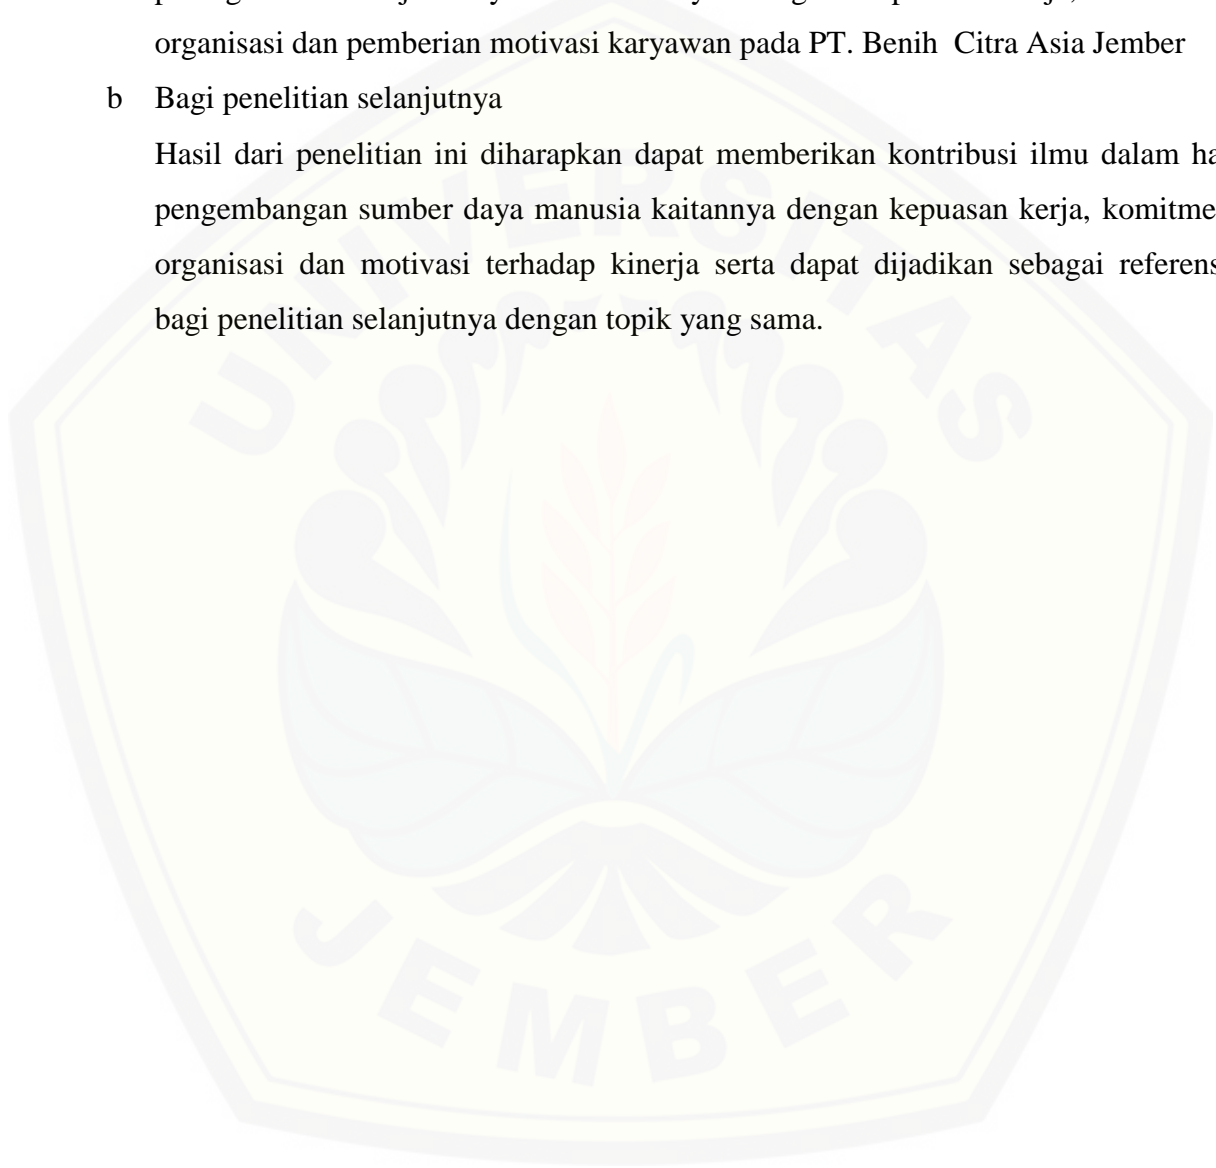 organisasi dan pemberian motivasi karyawan pada PT. Benih Citra Asia Jember
b Bagi penelitian selanjutnya
Hasil dari penelitian ini diharapkan dapat memberikan kontribusi ilmu dalam ha
pengembangan sumber daya manusia kaitannya dengan kepuasan kerja, komitme
organisasi dan motivasi terhadap kinerja serta dapat dijadikan sebagai referens
bagi penelitian selanjutnya dengan topik yang sama.
UNIVERSITAS
JEMBER